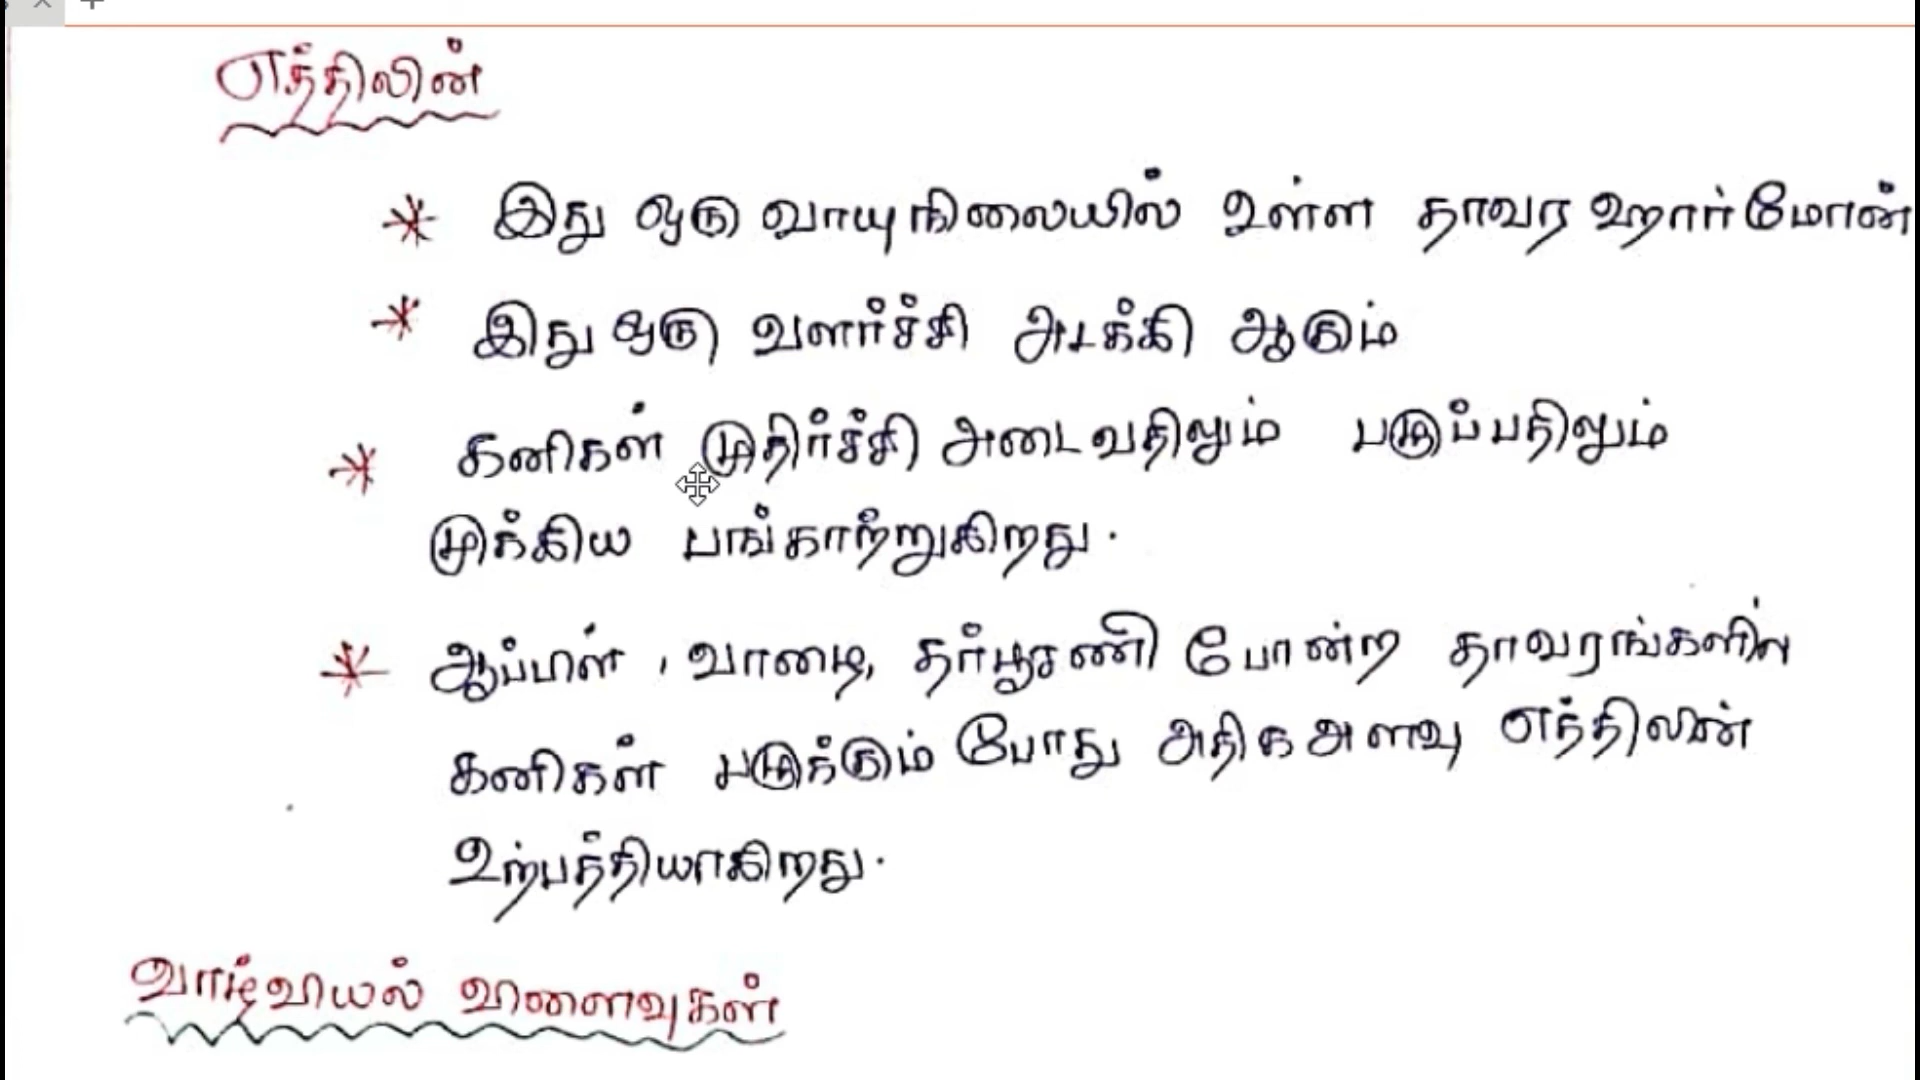 எத்திலின்
* இது ஒரு வாயு நிலையில் உள்ள தாவர ஹார்மோன்
* இது ஒரு வளர்ச்சி அடக்கி ஆகும்
* கனிகள் முதிர்ச்சி அடைவதிலும் பழுப்பதிலும்
முக்கிய பங்காற்றுகிறது.
* ஆப்பிள், வாழை, தர்பூசணி போன்ற தாவரங்களில்
கனிகள் பழுக்கும் போது அதிக அளவு எத்திலின்
உற்பத்தியாகிறது.
வாழ்வியல் விளைவுகள்